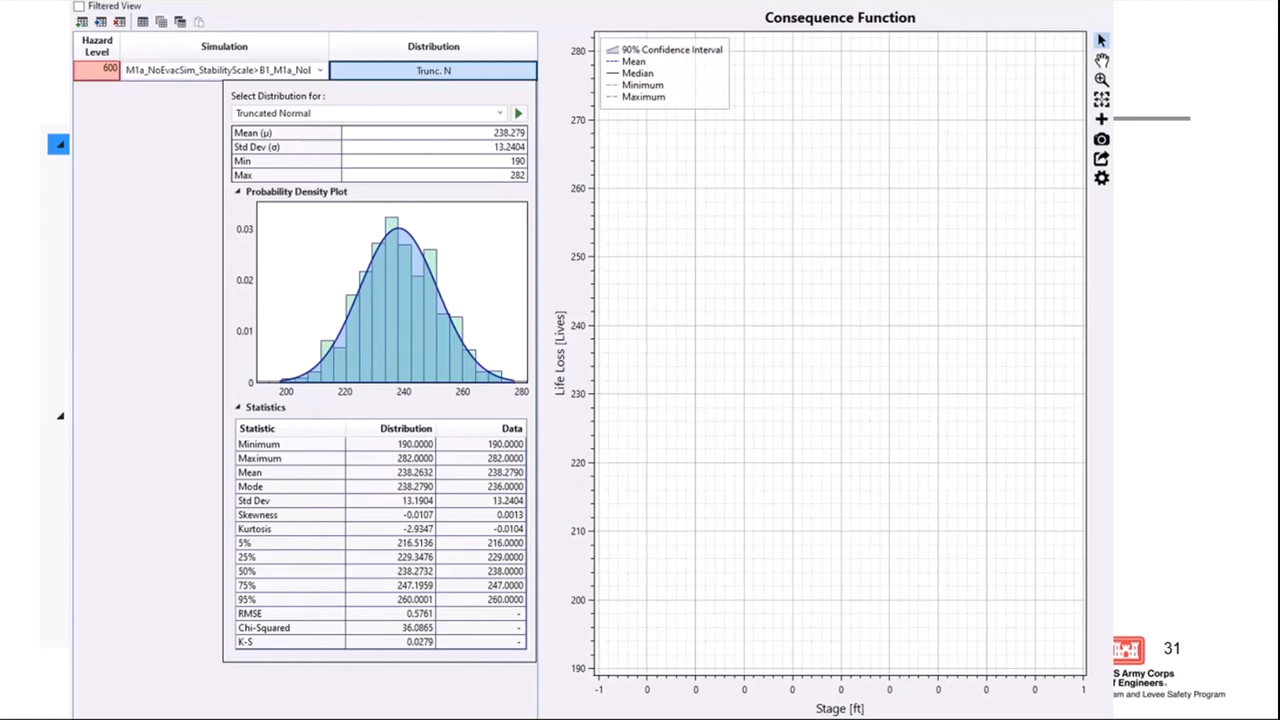 Filtered View
Hazard Level Simulation Distribution
600 M1a_NoEvacSim_StabilityScale>B1_M1a_NoI Trunc. N
Select Distribution for :
Truncated Normal
Mean (μ) 238.279
Std Dev (σ) 13.2404
Min 190
Max 282
Probability Density Plot
0.03
0.02
0.01
0
200 220 240 260 280
Statistics
Statistic Distribution Data
Minimum 190.0000 190.0000
Maximum 282.0000 282.0000
Mean 238.2632 238.2790
Mode 238.2790 236.0000
Std Dev 13.1904 13.2404
Skewness -0.0107 0.0013
Kurtosis -2.9347 -0.0104
5% 216.5136 216.0000
25% 229.3476 229.0000
50% 238.2732 238.0000
75% 247.1959 247.0000
95% 260.0001 260.0000
RMSE 0.5761 -
Chi-Squared 36.0865 -
K-S 0.0279 -
Consequence Function
90% Confidence Interval
Mean
Median
Minimum
Maximum
Life Loss [Lives]
280
270
260
250
240
230
220
210
200
190
-1 0 0 0 0 0 0 0 0 0 1
Stage [ft]
31
S Army Corps
f Engineers.
am and Levee Safety Program